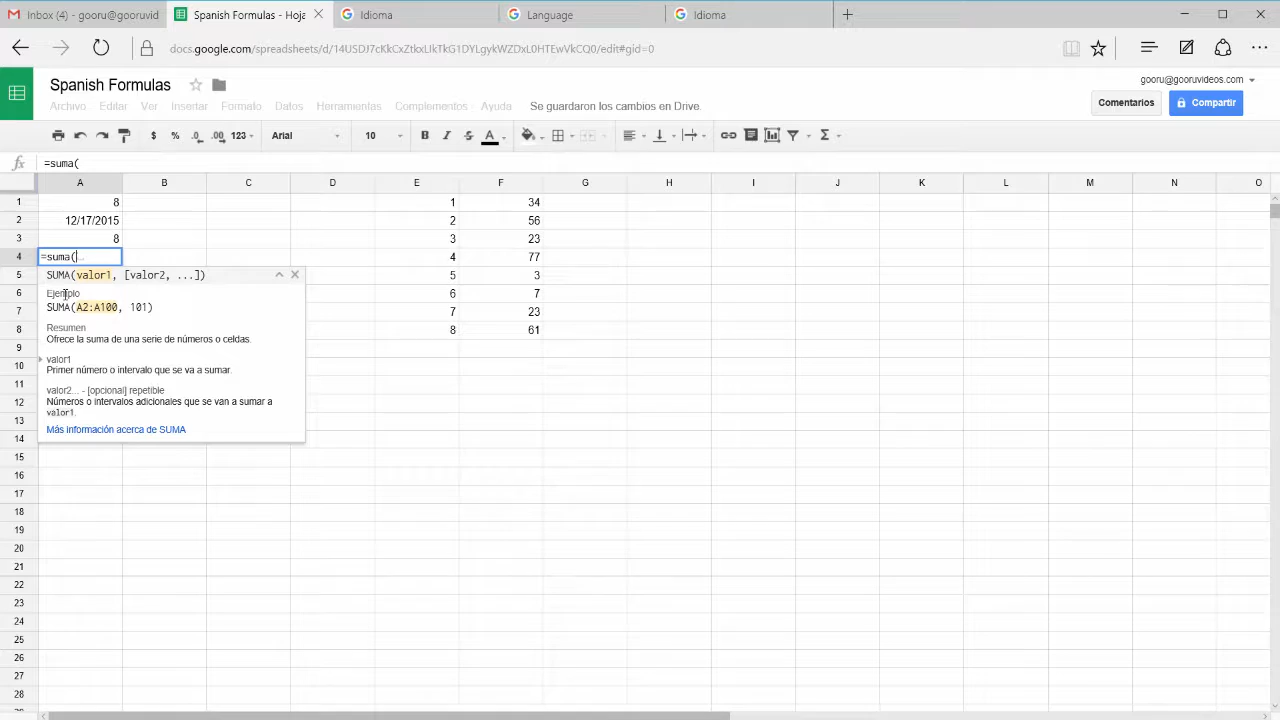 Inbox (4) - gooru@gooruvid
Spanish Formulas - Hoja
Idioma
Language
Idioma
docs.google.com/spreadsheets/d/14USDJ7cKkCxZtkxLIkTkG1DYLgykWZDxL0HTEwVkCQ0/edit#gid=0
Spanish Formulas
gooru@gooruvideos.com
Archivo Editar Ver Insertar Formato Datos Herramientas Complementos Ayuda Se guardaron los cambios en Drive.
Comentarios
Compartir
$ % .0 .00 123 Arial 10 B I A Σ
fx =suma(
A B C D E F G H I J K L M N O
1 8 1 34
2 12/17/2015 2 56
3 8 3 23
4 =suma(... 4 77
5 SUMA(valor1, [valor2, ...]) 5 3
6 Ejemplo 6 7
7 SUMA(A2:A100, 101) 7 23
8 Resumen 8 61
Ofrece la suma de una serie de números o celdas.
9
valor1
10 Primer número o intervalo que se va a sumar.
11 valor2... - [opcional] repetible
12 Números o intervalos adicionales que se van a sumar a
valor1.
13 Más información acerca de SUMA
14
15
16
17
18
19
20
21
22
23
24
25
26
27
28